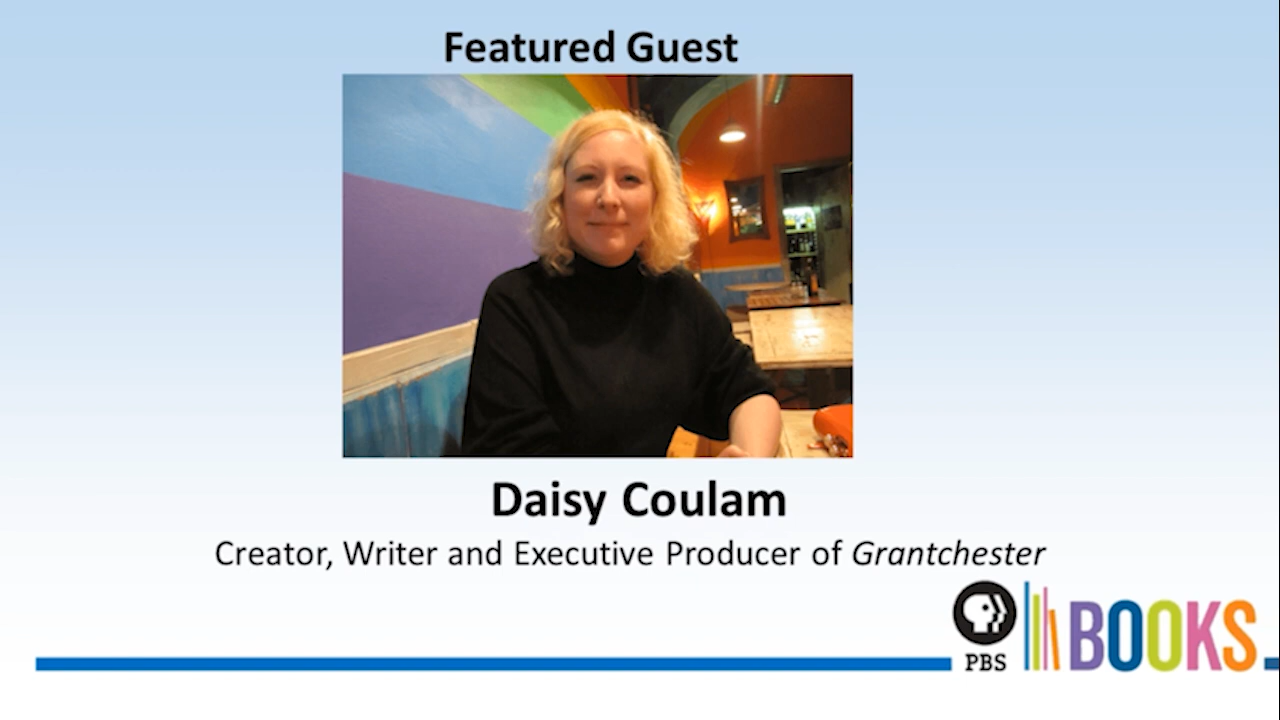 Featured Guest
Daisy Coulam
Creator, Writer and Executive Producer of Grantchester
PBS
BOOKS